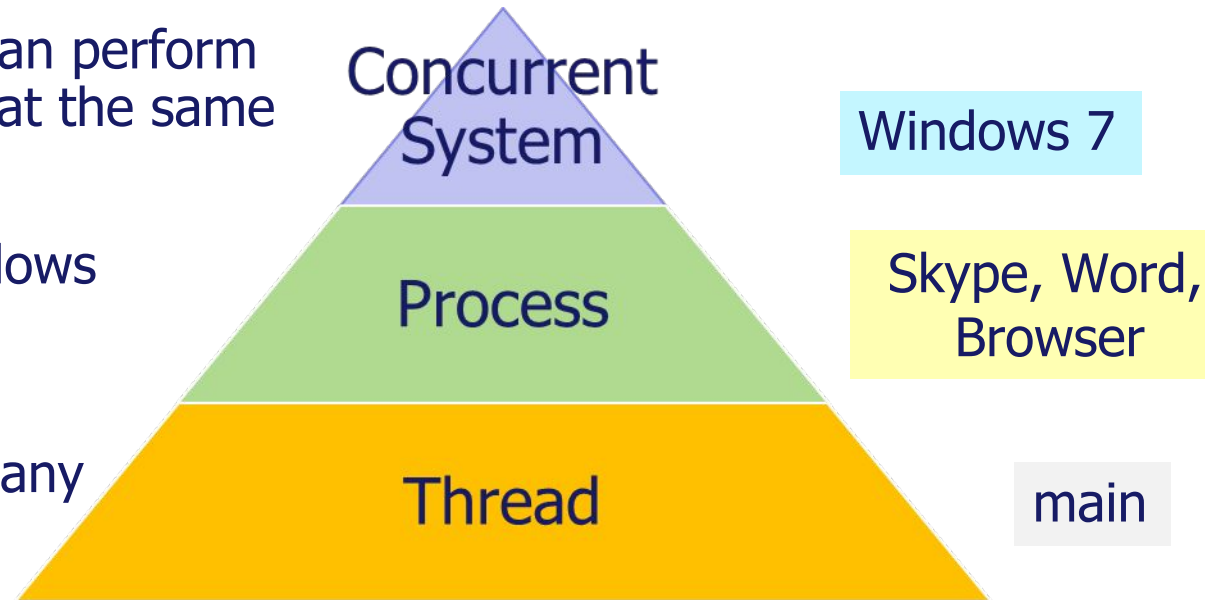 an perform
at the same
Concurrent
System
Windows 7
lows
Process
Skype, Word,
Browser
any
Thread
main